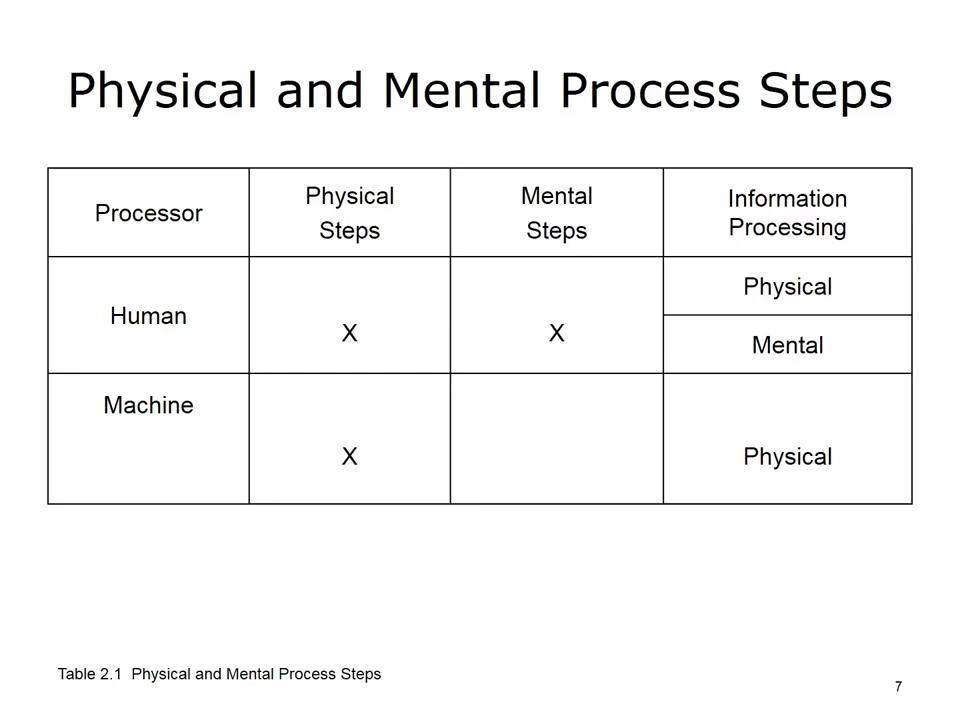 Physical and Mental Process Steps
Processor
Physical
Steps
Mental
Steps
Information
Processing
Human
X
X
Physical
Mental
Machine
X
Physical
Table 2.1 Physical and Mental Process Steps
7